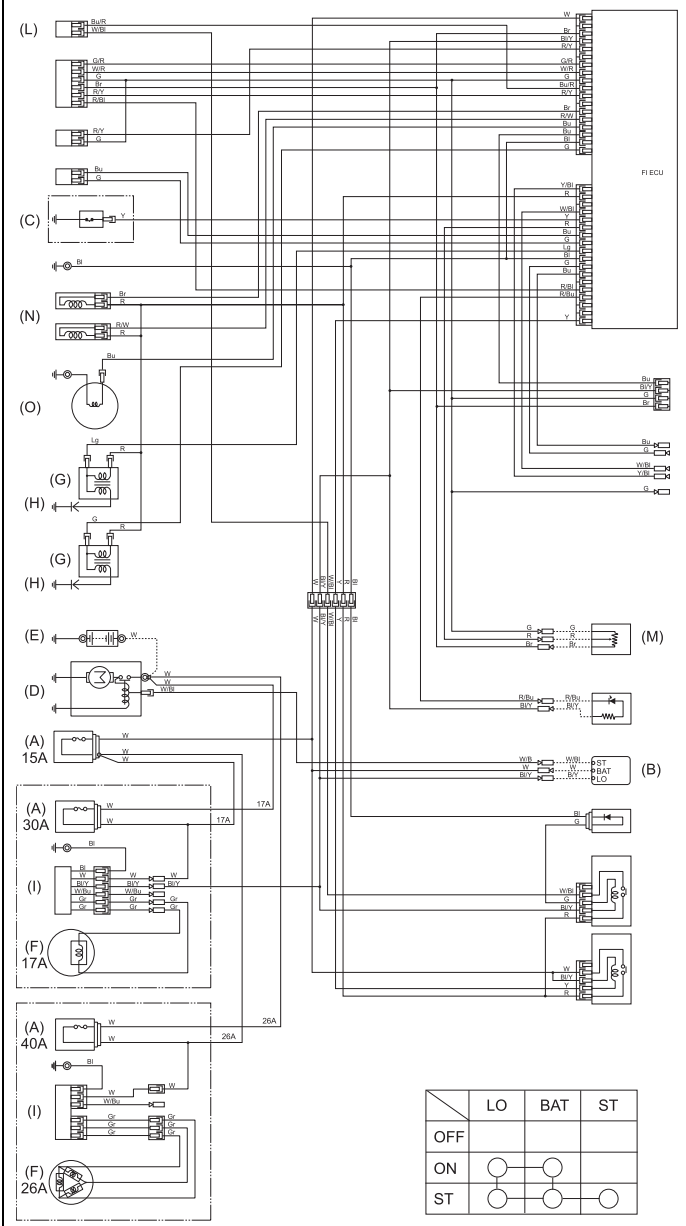 (L)
Bu/R
W/Bl
G/R
W/R
G
Br
R/Y
R/Bl
R/Y
G
Bu
G
(C)
Y
Bl
(N)
Br
R
R/W
R
Bu
(O)
Lg
R
(G)
(H)
G
R
(G)
(H)
(E)
W
(D)
W
W
W/Bl
(A)
15A
W
W
W
(A)
30A
W
17A
W
17A
Bl
(I)
Bl
W
W
W
Bl/Y
Bl/Y
Bl/Y
W/Bu
W/Bu
Gr
Gr
Gr
Gr
(F)
17A
(A)
40A
W
26A
W
26A
Bl
(I)
W
W
W/Bu
Gr
Gr
Gr
Gr
Gr
Gr
(F)
26A
W
Br
Bl/Y
R/Y
G/R
W/R
G
Bu/R
R/Y
Br
R/W
Bu
Bu
Bl
G
FI ECU
Y/Bl
R
W/Bl
Y
R
Bu
G
Lg
Bl
G
Bu
R/Bl
R/Bu
Y
Bu
Bl/Y
G
Br
Bu
G
W/Bl
Y/Bl
G
W
Bl/Y
W/Bl
Y
R
Bl
W
Bl/Y
W/Bl
Y
R
Bl
G
G
R
R
Br
Br
(M)
R/Bu
R/Bu
Bl/Y
Bl/Y
W/B
W/Bl
ST
W
W
BAT
Bl/Y
B/Y
LO
(B)
Bl
G
W/Bl
G
Bl/Y
R
W
Bl/Y
Y
R
LO BAT ST
OFF
ON
ST